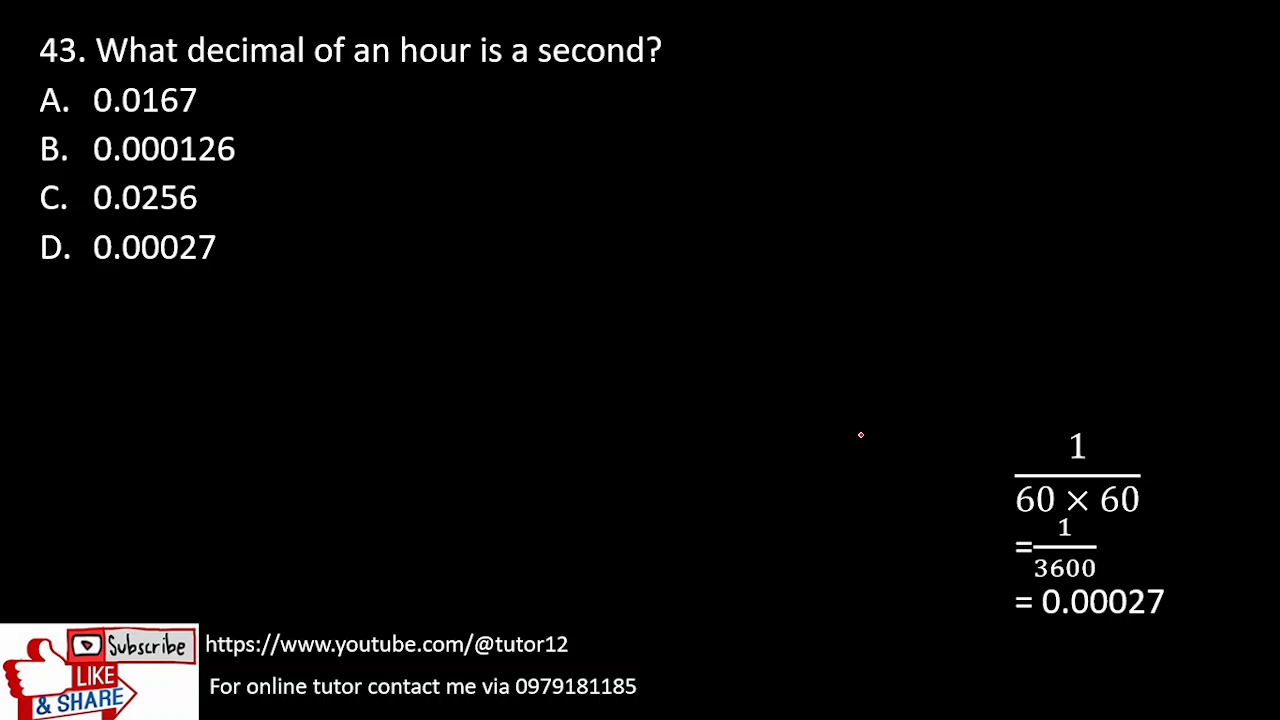 43. What decimal of an hour is a second?
A. 0.0167
B. 0.000126
C. 0.0256
D. 0.00027
1
60 × 60
= 1
3600
= 0.00027
Subscribe
LIKE
& SHARE
https://www.youtube.com/@tutor12
For online tutor contact me via 0979181185